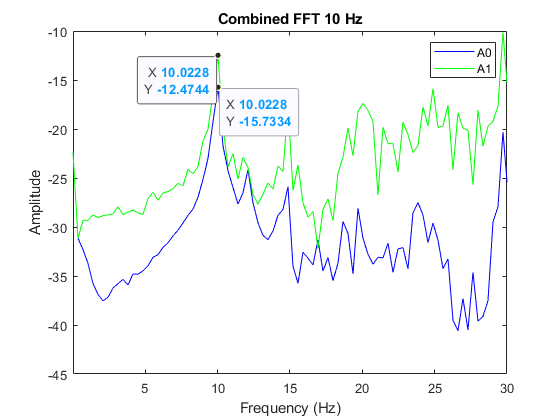 Combined FFT 10 Hz
-10
-15
-20
-25
-30
-35
-40
-45
Amplitude
X 10.0228
Y -12.4744
X 10.0228
Y -15.7334
A0
A1
5
10
15
20
25
30
Frequency (Hz)